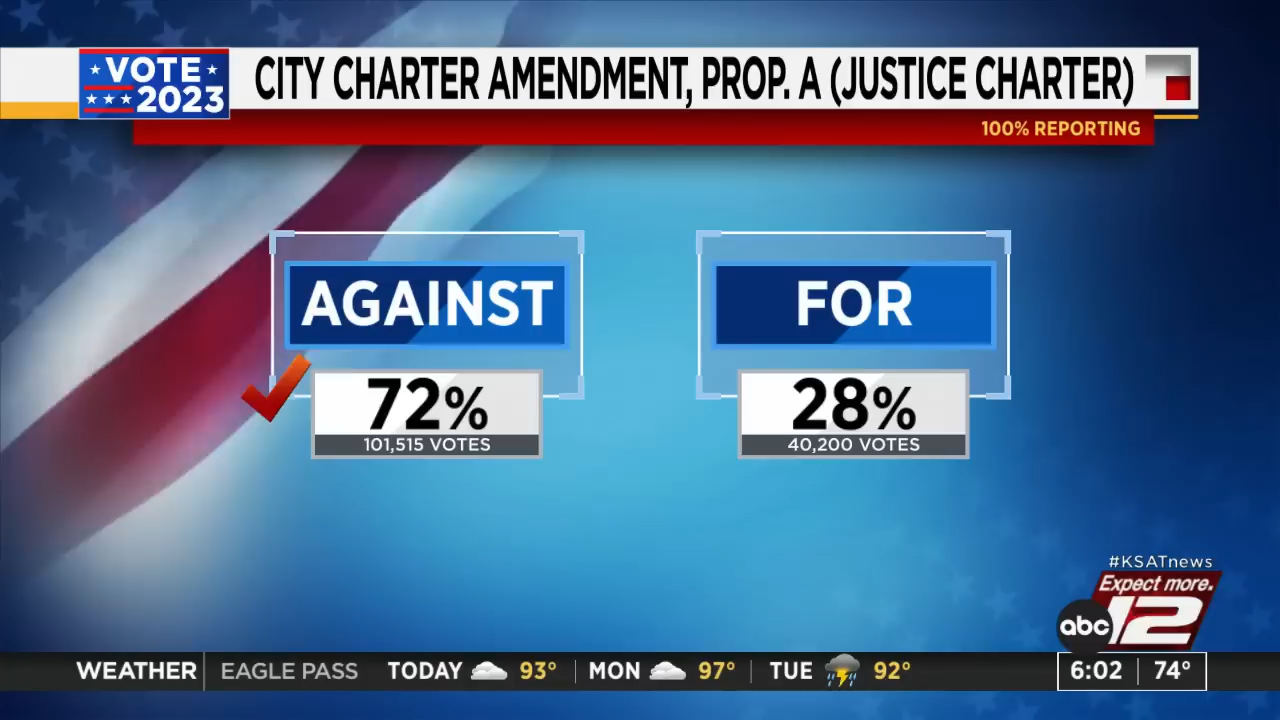 VOTE
2023
CITY CHARTER AMENDMENT, PROP. A (JUSTICE CHARTER)
100% REPORTING
AGAINST
72%
101,515 VOTES
FOR
28%
40,200 VOTES
#KSATnews
Expect more.
abc 12
WEATHER EAGLE PASS TODAY 93° MON 97° TUE 92° 6:02 74°